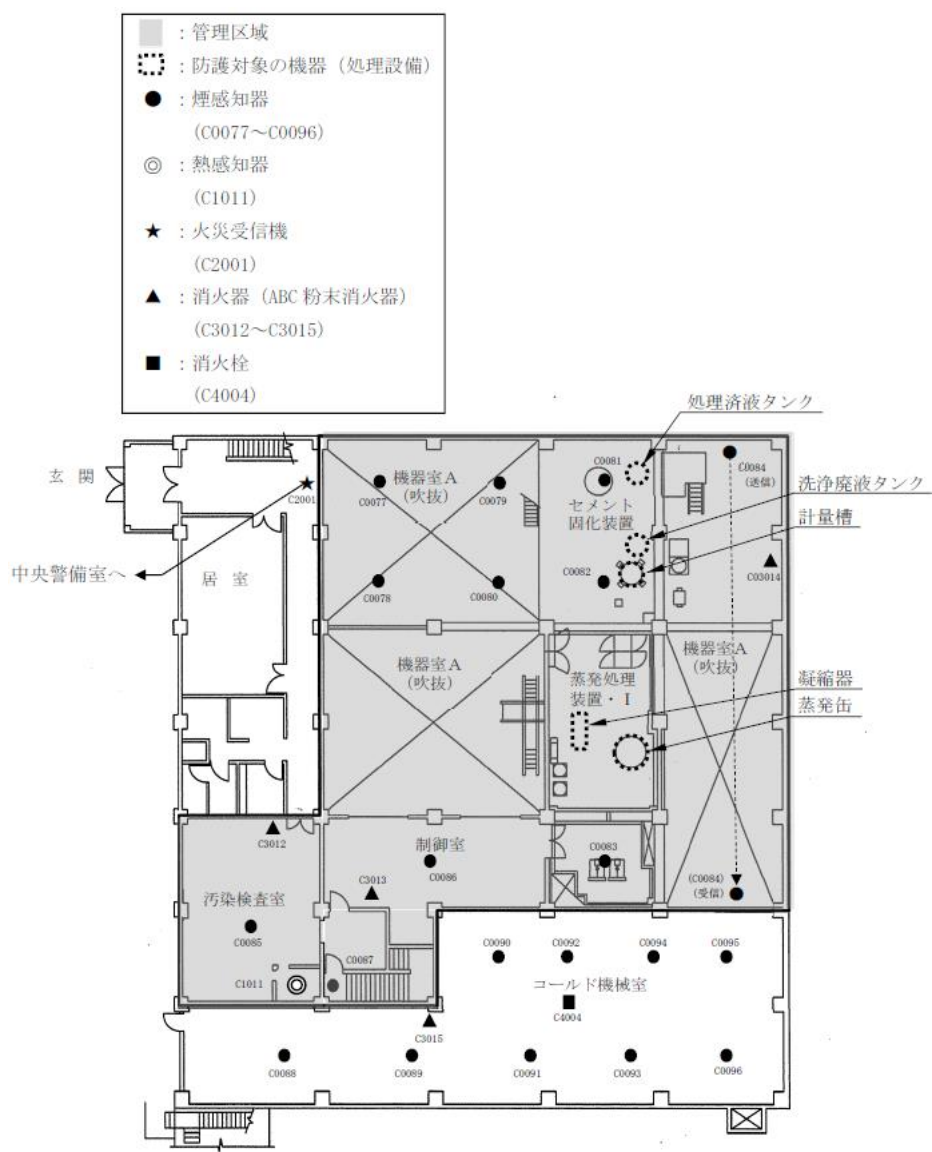 ：管理区域
：防護対象の機器（処理設備）
：煙感知器
（C0077～C0096）
：熱感知器
（C1011）
：火災受信機
（C2001）
：消火器（ABC 粉末消火器）
（C3012～C3015）
：消火栓
（C4004）
処理済液タンク
玄関
C2001
機器室A
（吹抜）
C0077
C0079
C0081
C0084
（送信）
洗浄廃液タンク
セメント
固化装置
計量槽
中央警備室へ
居室
C0078
C0080
C0082
C03014
機器室A
（吹抜）
蒸発処理
装置・Ⅰ
機器室A
（吹抜）
凝縮器
蒸発缶
C3012
制御室
C0086
C0083
C3013
（C0084）
（受信）
汚染検査室
C0085
C0087
C1011
C0090
C0092
C0094
C0095
コールド機械室
C4004
C3015
C0088
C0089
C0091
C0093
C0096